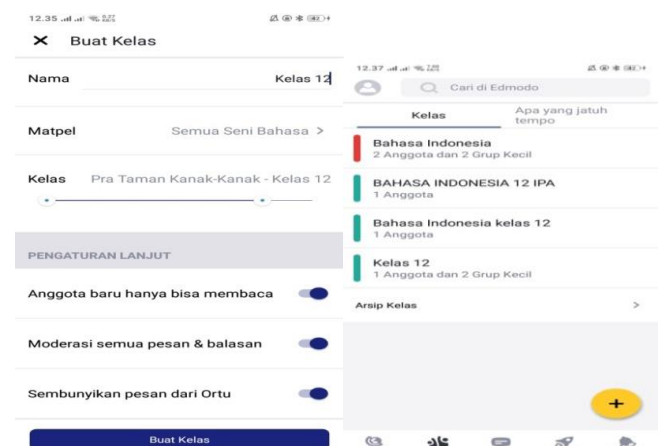 12.35
Buat Kelas
Nama Kelas 12
Matpel Semua Seni Bahasa >
Kelas Pra Taman Kanak-Kanak - Kelas 12
PENGATURAN LANJUT
Anggota baru hanya bisa membaca
Moderasi semua pesan & balasan
Sembunyikan pesan dari Ortu
Buat Kelas
12.37
Cari di Edmodo
Kelas
Apa yang jatuh
tempo
Bahasa Indonesia
2 Anggota dan 2 Grup Kecil
BAHASA INDONESIA 12 IPA
1 Anggota
Bahasa Indonesia kelas 12
1 Anggota
Kelas 12
1 Anggota dan 2 Grup Kecil
Arsip Kelas >